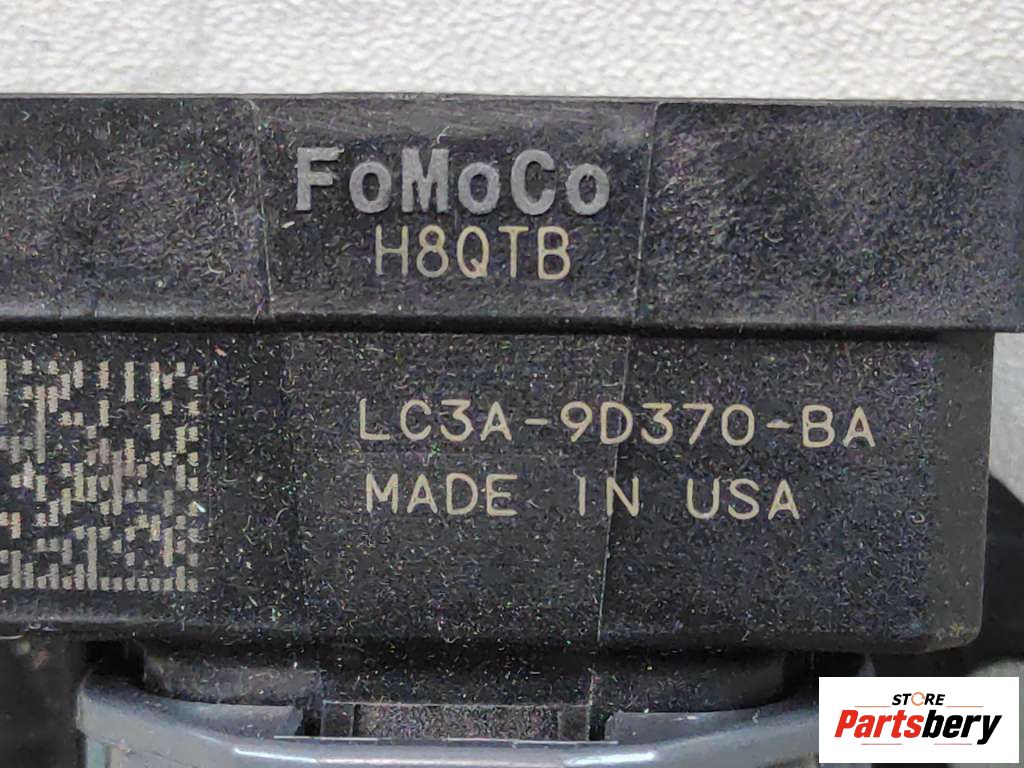 FoMoCo
H8QTB
LC3A-9D370-BA
MADE IN USA
STORE
Partsbery